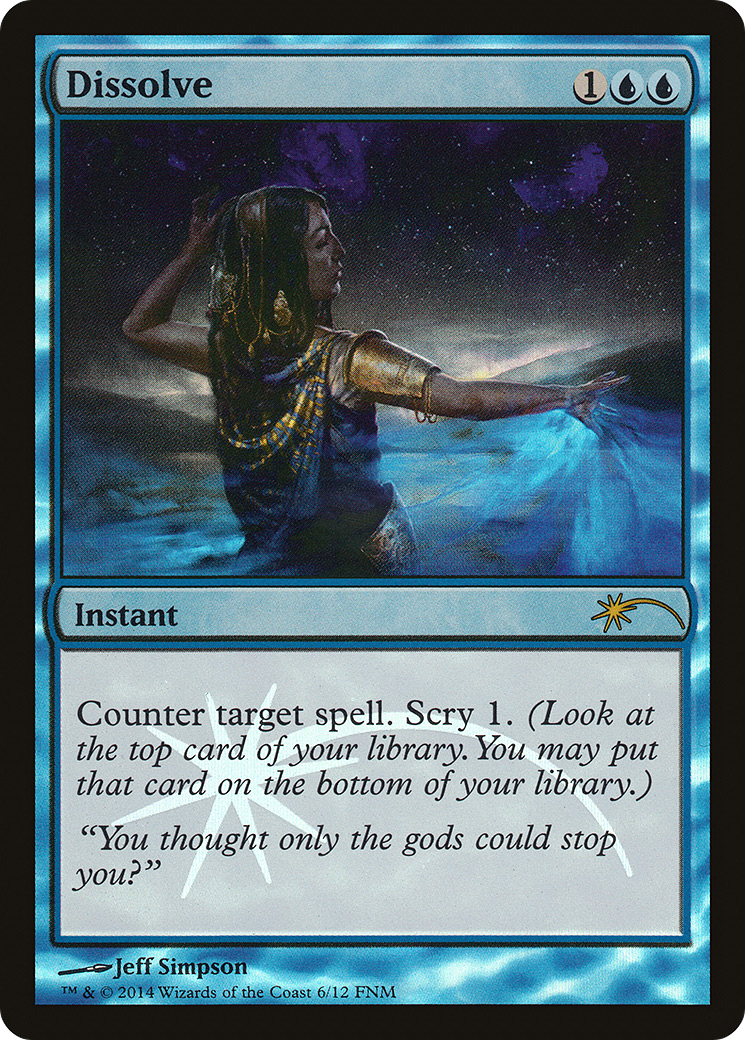 Dissolve 1
Instant
Counter target spell. Scry 1. (Look at
the top card of your library. You may put
that card on the bottom of your library.)
“You thought only the gods could stop
you?”
Jeff Simpson
™ & © 2014 Wizards of the Coast 6/12 FNM